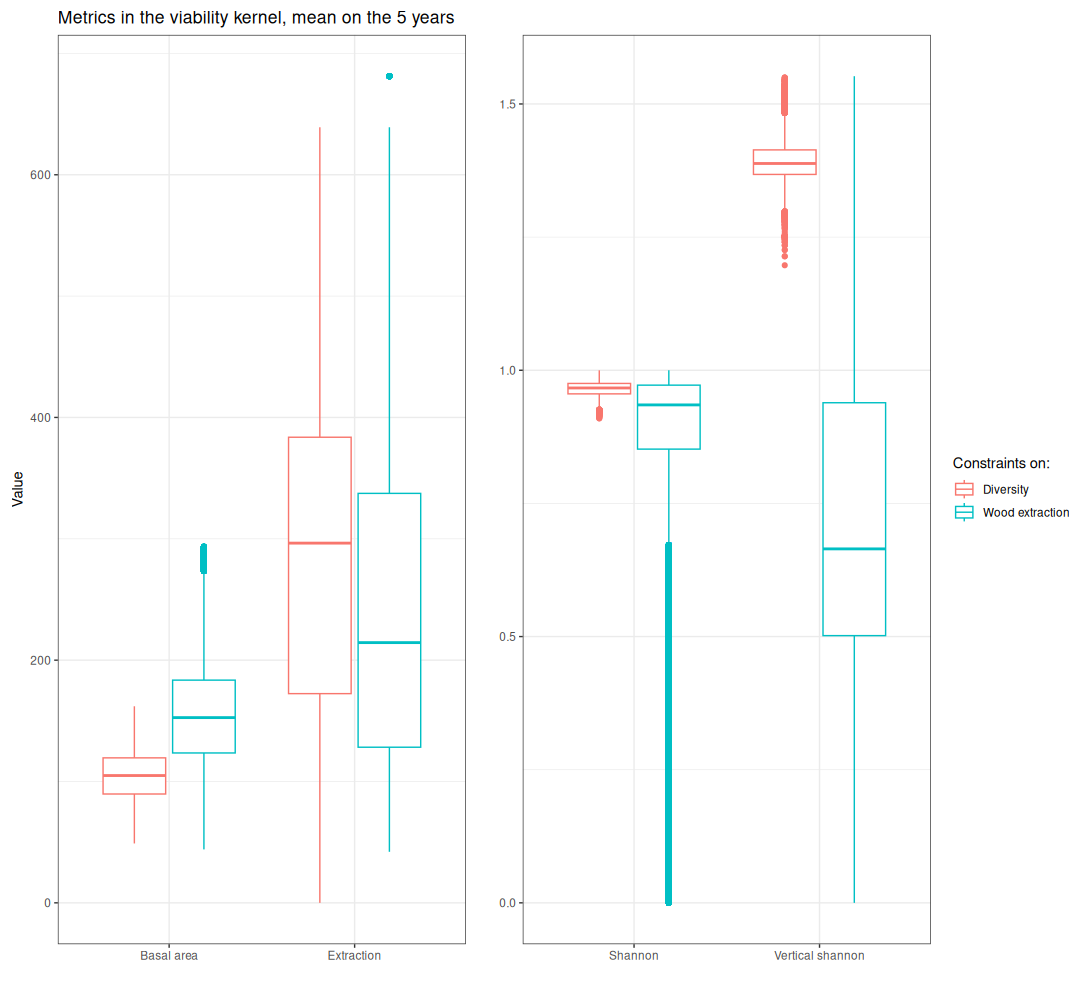 Metrics in the viability kernel, mean on the 5 years
Value
600
400
200
0
Basal area
Extraction
1.5
1.0
0.5
0.0
Shannon
Vertical shannon
Constraints on:
Diversity
Wood extraction